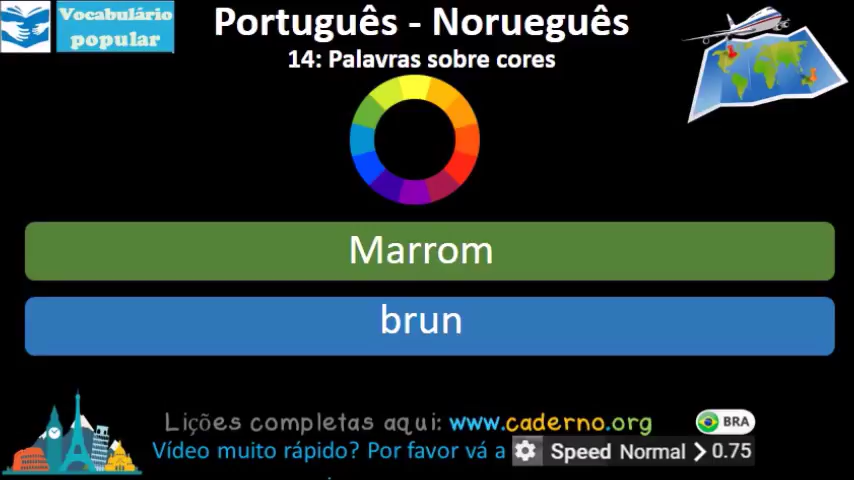 Vocabulário
popular
Português - Norueguês
14: Palavras sobre cores
Marrom
brun
Lições completas aqui: www.caderno.org
BRA
Vídeo muito rápido? Por favor vá a Speed Normal > 0.75